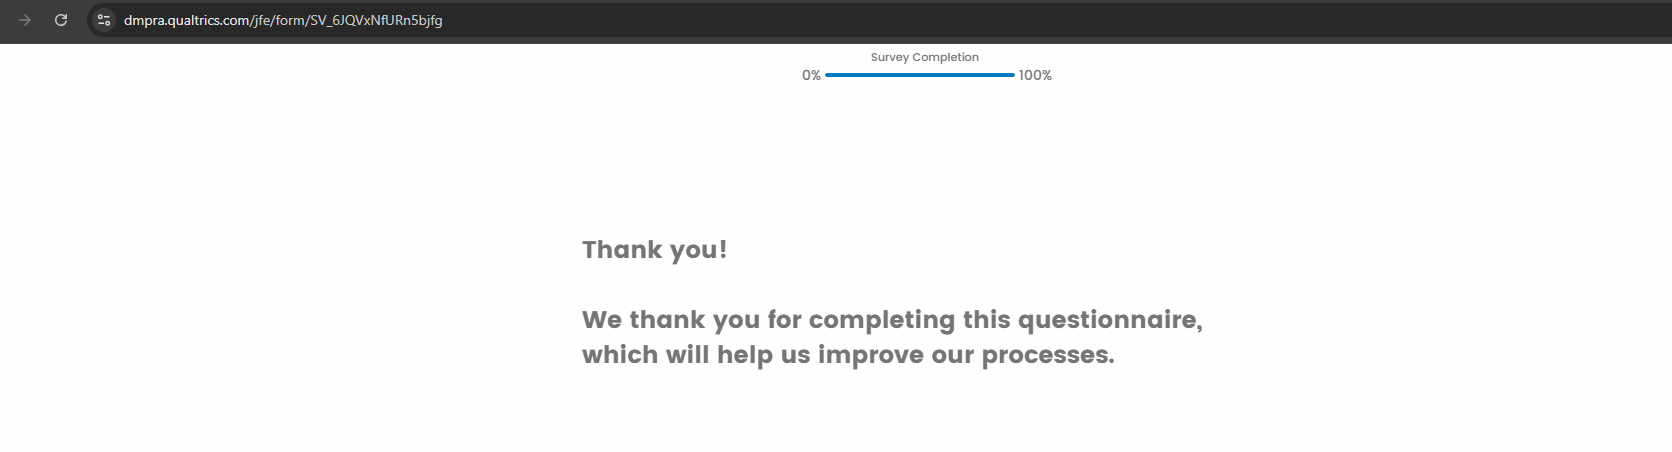 dmpra.qualtrics.com/jfe/form/SV_6JQVxNfURn5bjfg
Survey Completion
0% 100%
Thank you!
We thank you for completing this questionnaire,
which will help us improve our processes.